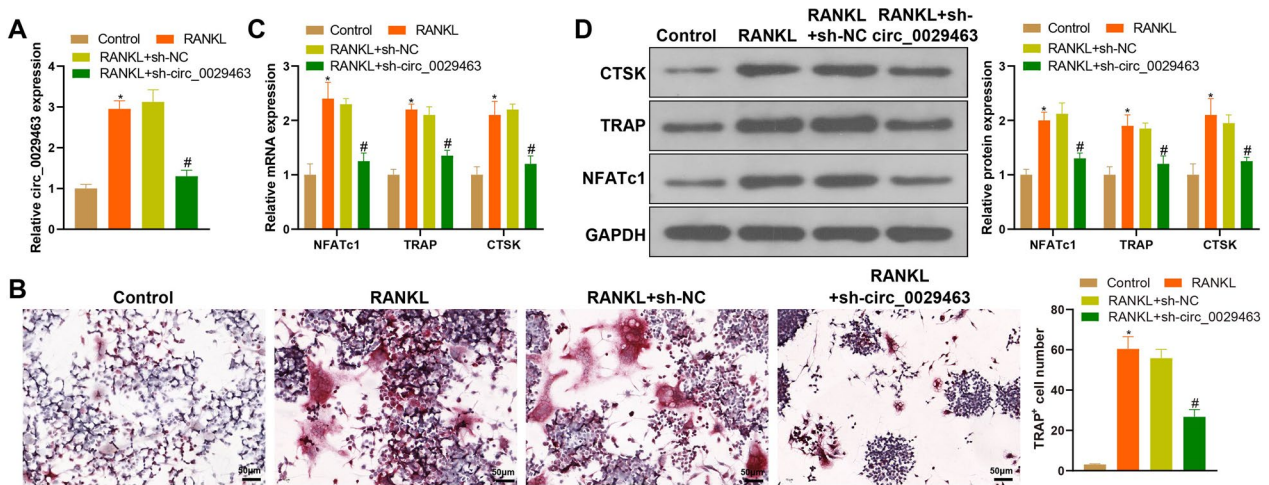 A
Control
RANKL
RANKL+sh-NC
RANKL+sh-circ_0029463
Relative circ_0029463 expression
4
3
2
1
0
*
#
C
Control
RANKL
RANKL+sh-NC
RANKL+sh-circ_0029463
Relative mRNA expression
3
2
1
0
*
#
*
#
*
#
NFATc1
TRAP
CTSK
D
Control
RANKL
RANKL
+sh-NC
RANKL+sh-
circ_0029463
CTSK
TRAP
NFATc1
GAPDH
Control
RANKL
RANKL+sh-NC
RANKL+sh-circ_0029463
Relative protein expression
3
2
1
0
*
#
*
#
*
#
NFATc1
TRAP
CTSK
B
Control
RANKL
RANKL+sh-NC
RANKL
+sh-circ_0029463
50μm
50μm
50μm
50μm
Control
RANKL
RANKL+sh-NC
RANKL+sh-circ_0029463
TRAP⁺ cell number
80
60
40
20
0
*
#